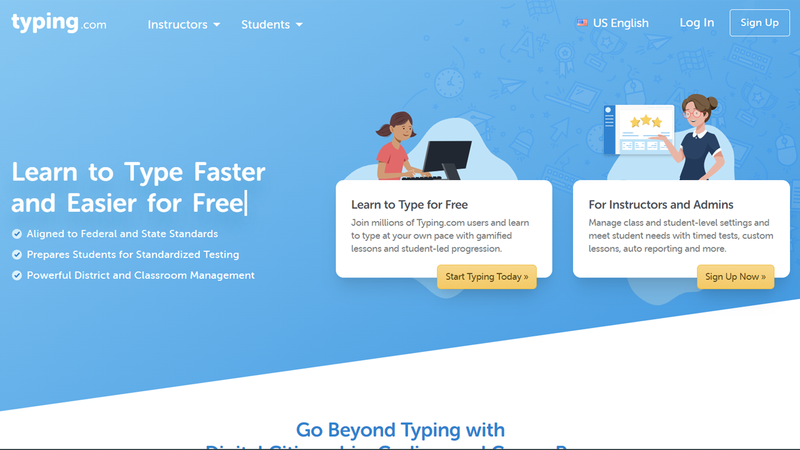 typing.com
Instructors
Students
US English
Log In
Sign Up
Learn to Type Faster
and Easier for Free
Aligned to Federal and State Standards
Prepares Students for Standardized Testing
Powerful District and Classroom Management
Learn to Type for Free
Join millions of Typing.com users and learn
to type at your own pace with gamified
lessons and student-led progression.
Start Typing Today »
For Instructors and Admins
Manage class and student-level settings and
meet student needs with timed tests, custom
lessons, auto reporting and more.
Sign Up Now »
Go Beyond Typing with